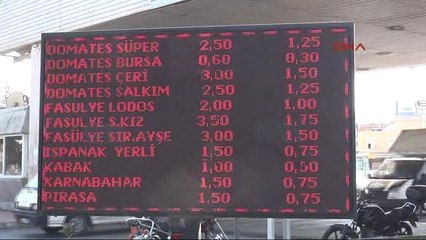 DHA
DOMATES SÜPER 2,50 1,25
DOMATES BURSA 0,60 0,30
DOMATES ÇERİ 3,00 1,50
DOMATES SALKIM 2,50 1,25
FASULYE LODOS 2,00 1,00
FASULYE S.KIZ 3,50 1,75
FASÜLYE SIR.AYŞE 3,00 1,50
ISPANAK YERLİ 1,50 0,75
KABAK 1,00 0,50
KARNABAHAR 1,50 0,75
PIRASA 1,50 0,75